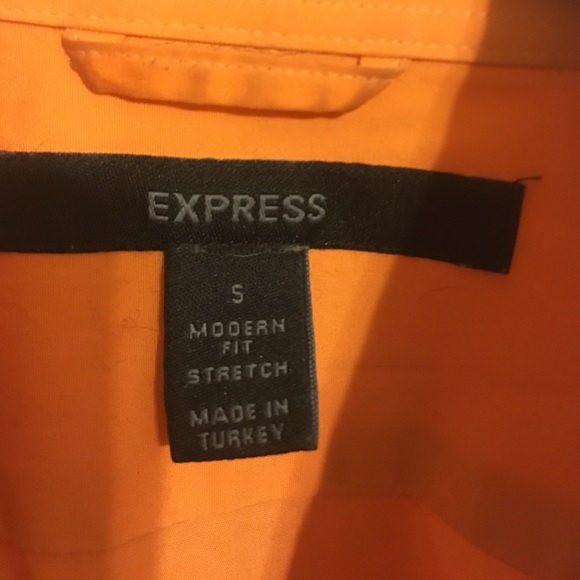 EXPRESS
S
MODERN
FIT
STRETCH
MADE IN
TURKEY